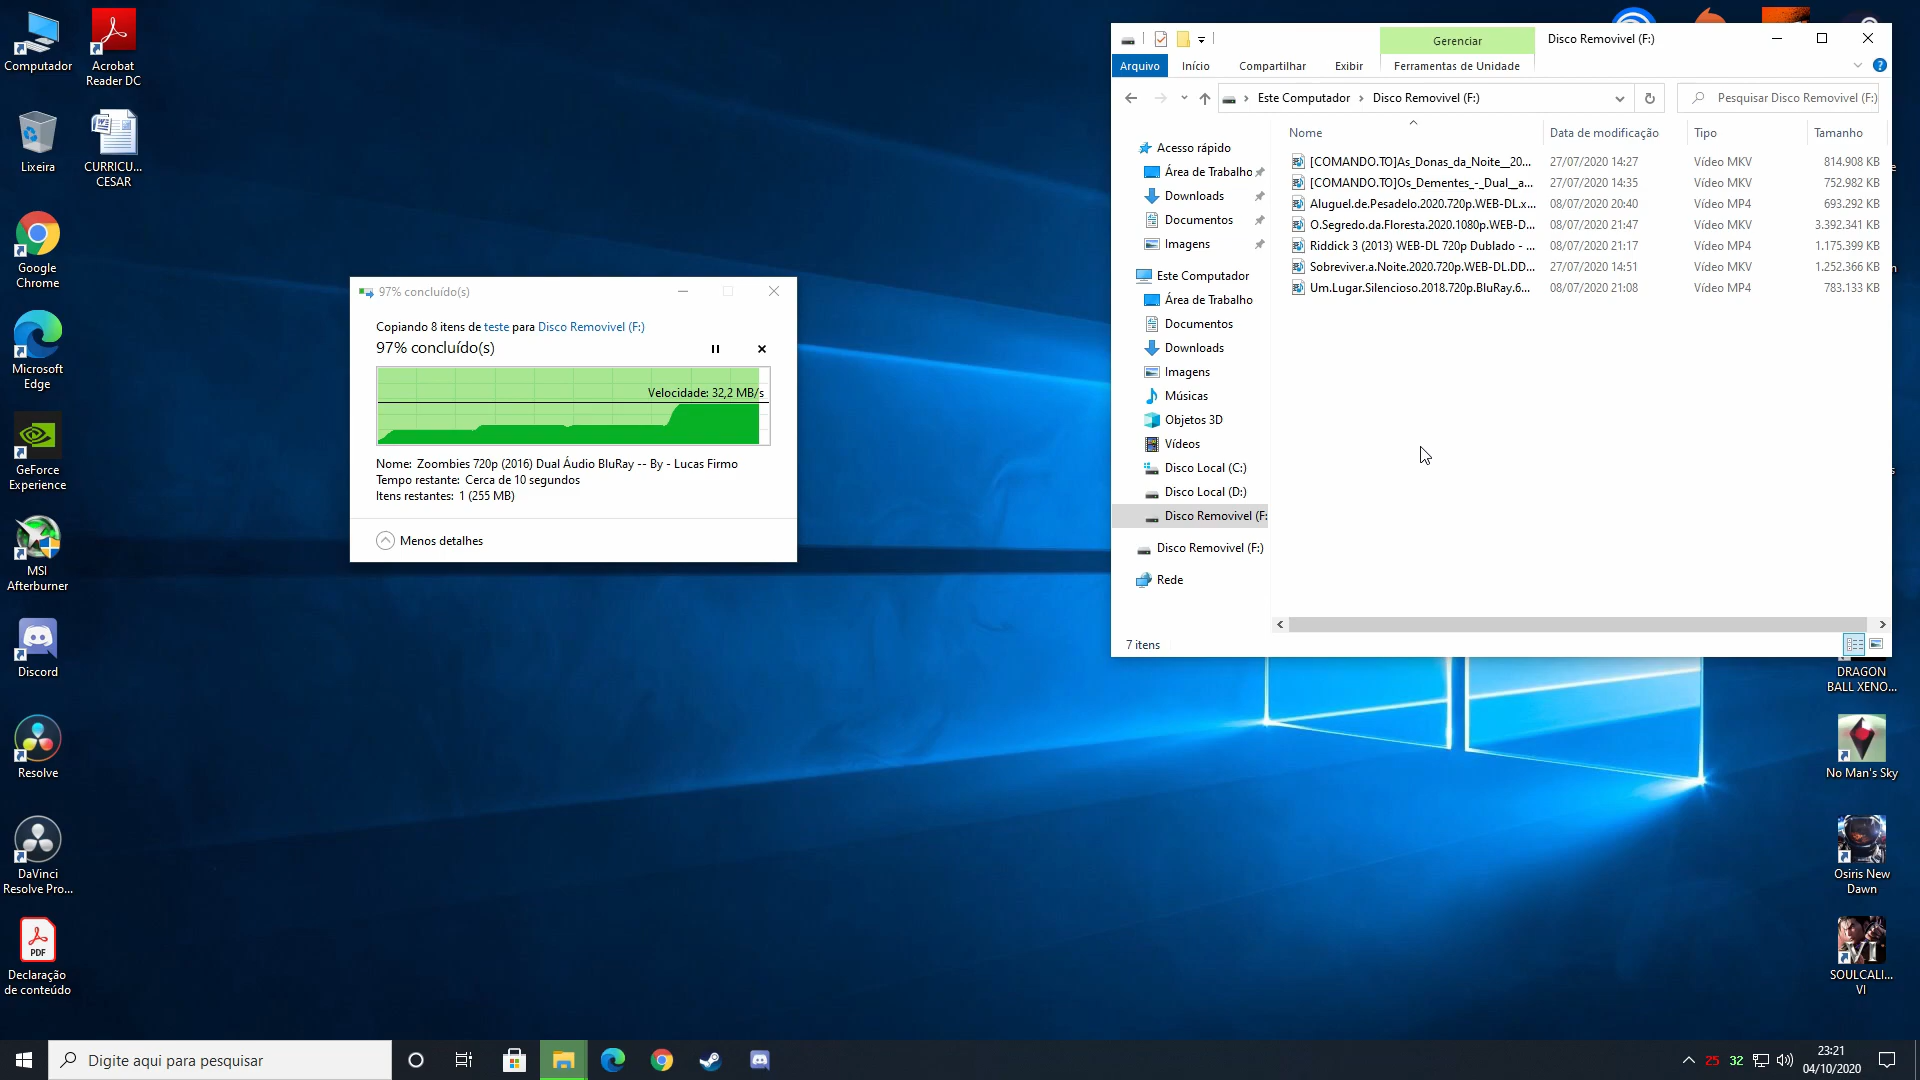 Computador
Acrobat
Reader DC
Lixeira
CURRICU...
CESAR
Google
Chrome
Microsoft
Edge
GeForce
Experience
MSI
Afterburner
Discord
Resolve
DaVinci
Resolve Pro...
PDF
Declaração
de conteúdo
97% concluído(s)
Copiando 8 itens de teste para Disco Removivel (F:)
97% concluído(s)
Velocidade: 32,2 MB/s
Nome: Zoombies 720p (2016) Dual Áudio BluRay -- By - Lucas Firmo
Tempo restante: Cerca de 10 segundos
Itens restantes: 1 (255 MB)
Menos detalhes
Gerenciar
Disco Removivel (F:)
Arquivo
Início
Compartilhar
Exibir
Ferramentas de Unidade
Este Computador
Disco Removivel (F:)
Pesquisar Disco Removivel (F:)
Nome
Data de modificação
Tipo
Tamanho
[COMANDO.TO]As_Donas_da_Noite__20... 27/07/2020 14:27 Vídeo MKV 814.908 KB
[COMANDO.TO]Os_Dementes_-_Dual__a... 27/07/2020 14:35 Vídeo MKV 752.982 KB
Aluguel.de.Pesadelo.2020.720p.WEB-DL.x... 08/07/2020 20:40 Vídeo MP4 693.292 KB
O.Segredo.da.Floresta.2020.1080p.WEB-D... 08/07/2020 21:47 Vídeo MKV 3.392.341 KB
Riddick 3 (2013) WEB-DL 720p Dublado - ... 08/07/2020 21:17 Vídeo MP4 1.175.399 KB
Sobreviver.a.Noite.2020.720p.WEB-DL.DD... 27/07/2020 14:51 Vídeo MKV 1.252.366 KB
Um.Lugar.Silencioso.2018.720p.BluRay.6... 08/07/2020 21:08 Vídeo MP4 783.133 KB
Acesso rápido
Área de Trabalho
Downloads
Documentos
Imagens
Este Computador
Área de Trabalho
Documentos
Downloads
Imagens
Músicas
Objetos 3D
Vídeos
Disco Local (C:)
Disco Local (D:)
Disco Removivel (F:
Disco Removivel (F:)
Rede
7 itens
DRAGON
BALL XENO...
No Man's Sky
Osiris New
Dawn
VI
SOULCALI...
VI
Digite aqui para pesquisar
25
32
23:21
04/10/2020